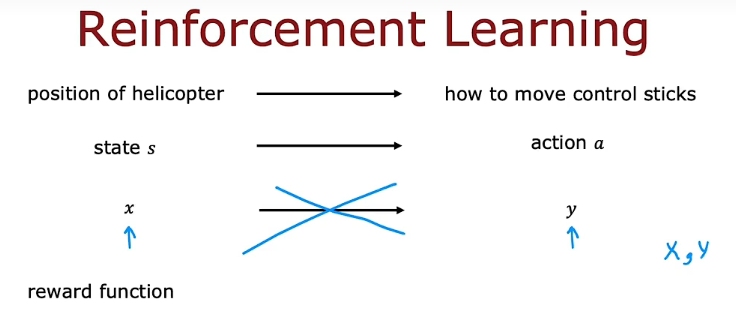 Reinforcement Learning
position of helicopter how to move control sticks
state s action a
x y
X, Y
reward function